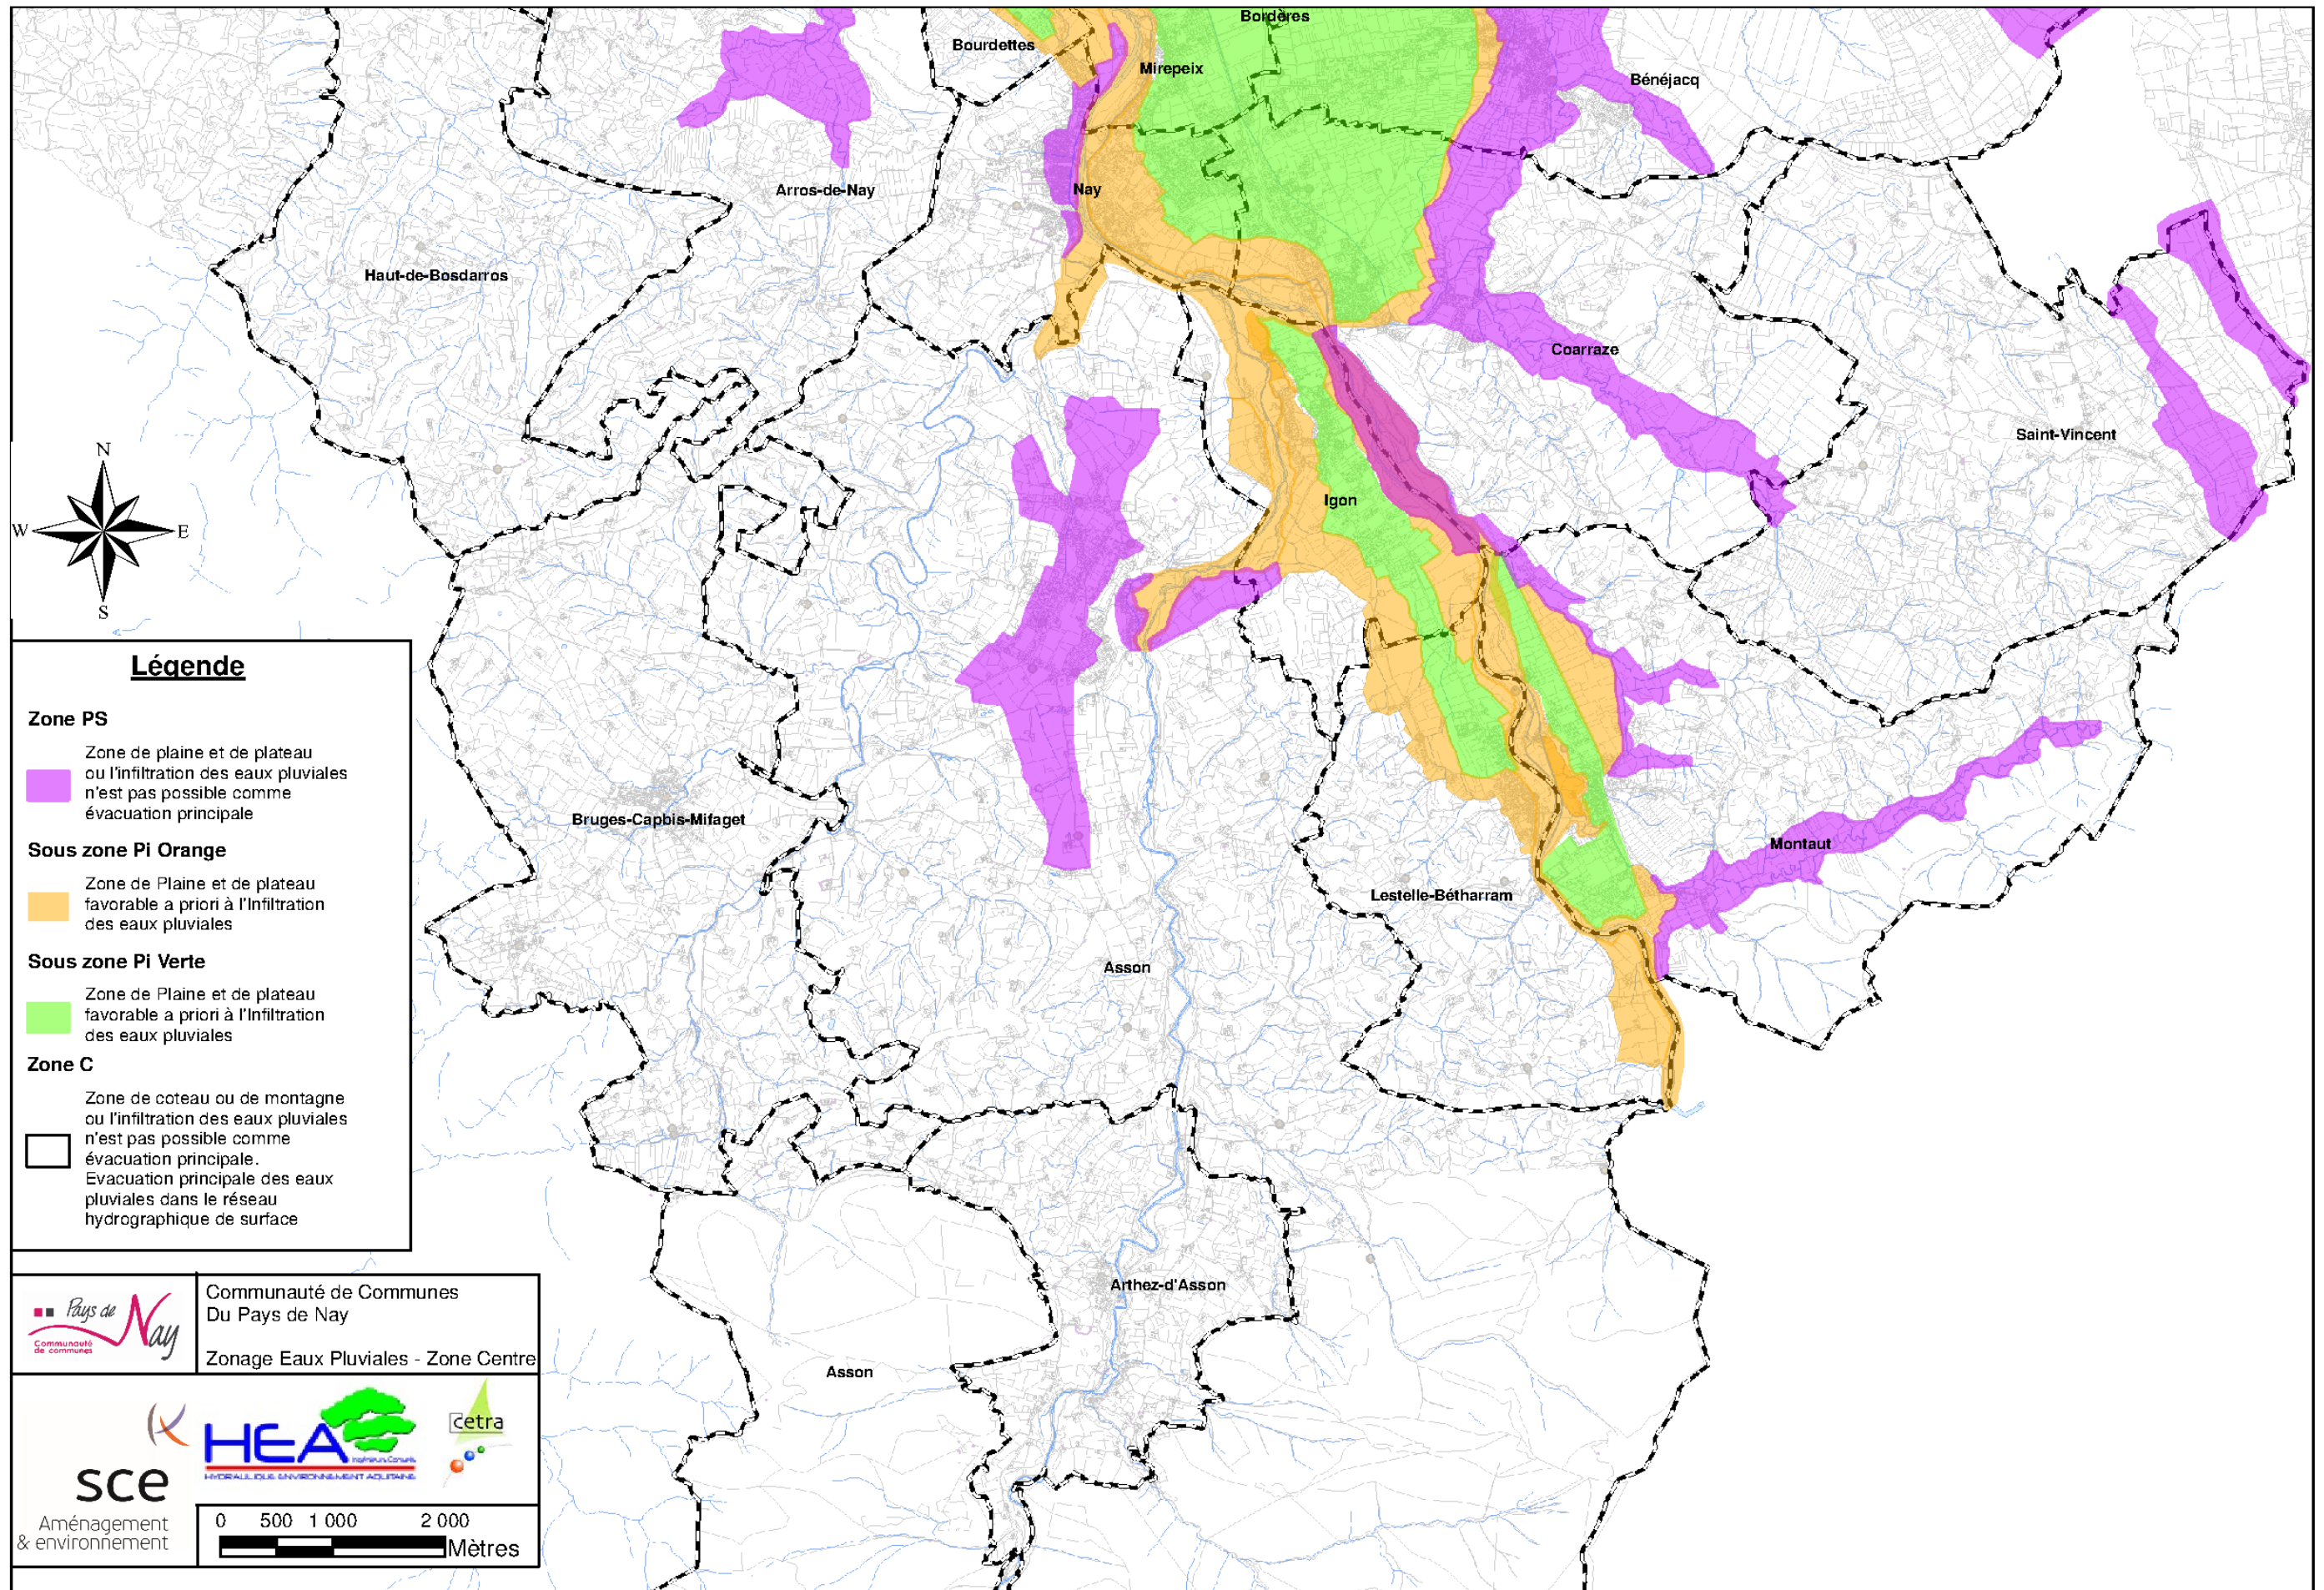 Bordères
Bourdettes
Mirepeix
Bénéjacq
Arros-de-Nay
Nay
Haut-de-Bosdarros
Coarraze
Saint-Vincent
Igon
N
W
E
S
Légende
Zone PS
Zone de plaine et de plateau
ou l'infiltration des eaux pluviales
n'est pas possible comme
évacuation principale
Sous zone Pi Orange
Zone de Plaine et de plateau
favorable a priori à l'Infiltration
des eaux pluviales
Sous zone Pi Verte
Zone de Plaine et de plateau
favorable a priori à l'Infiltration
des eaux pluviales
Zone C
Zone de coteau ou de montagne
ou l'infiltration des eaux pluviales
n'est pas possible comme
évacuation principale.
Evacuation principale des eaux
pluviales dans le réseau
hydrographique de surface
Bruges-Capbis-Mifaget
Montaut
Lestelle-Bétharram
Asson
Arthez-d'Asson
Asson
Pays de Nay
Communauté
de communes
Communauté de Communes
Du Pays de Nay
Zonage Eaux Pluviales - Zone Centre
sce
Aménagement
& environnement
HEA
Ingénieurs Conseils
HYDRAULIQUE ENVIRONNEMENT AQUITAINE
cetra
0 500 1 000 2 000
Mètres